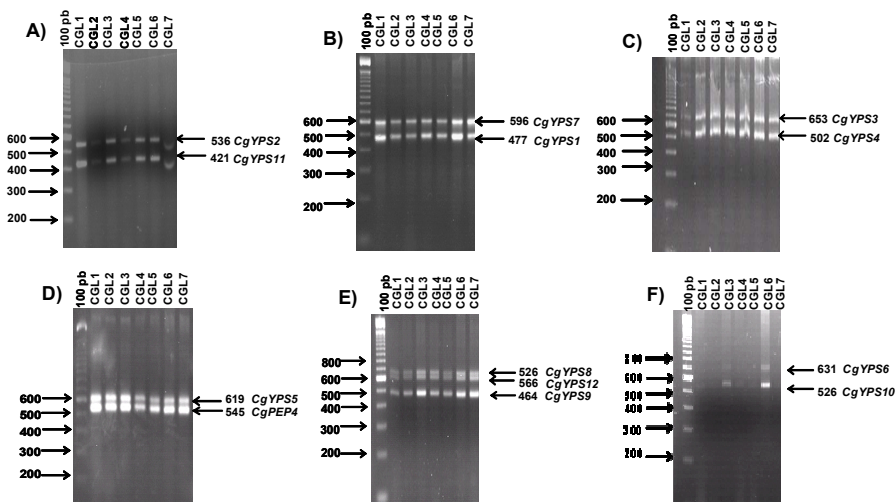 A)
100 pb
CGL1
CGL2
CGL3
CGL4
CGL5
CGL6
CGL7
600
500
400
300
200
536 CgYPS2
421 CgYPS11
B)
100 pb
CGL1
CGL2
CGL3
CGL4
CGL5
CGL6
CGL7
600
500
400
300
200
596 CgYPS7
477 CgYPS1
C)
100 pb
CGL1
CGL2
CGL3
CGL4
CGL5
CGL6
CGL7
600
500
400
300
200
653 CgYPS3
502 CgYPS4
D)
100 pb
CGL1
CGL2
CGL3
CGL4
CGL5
CGL6
CGL7
600
500
400
300
200
619 CgYPS5
545 CgPEP4
E)
100 pb
CGL1
CGL2
CGL3
CGL4
CGL5
CGL6
CGL7
800
600
500
400
300
200
526 CgYPS8
566 CgYPS12
464 CgYPS9
F)
100 pb
CGL1
CGL2
CGL3
CGL4
CGL5
CGL6
CGL7
600
500
400
300
631 CgYPS6
526 CgYPS10